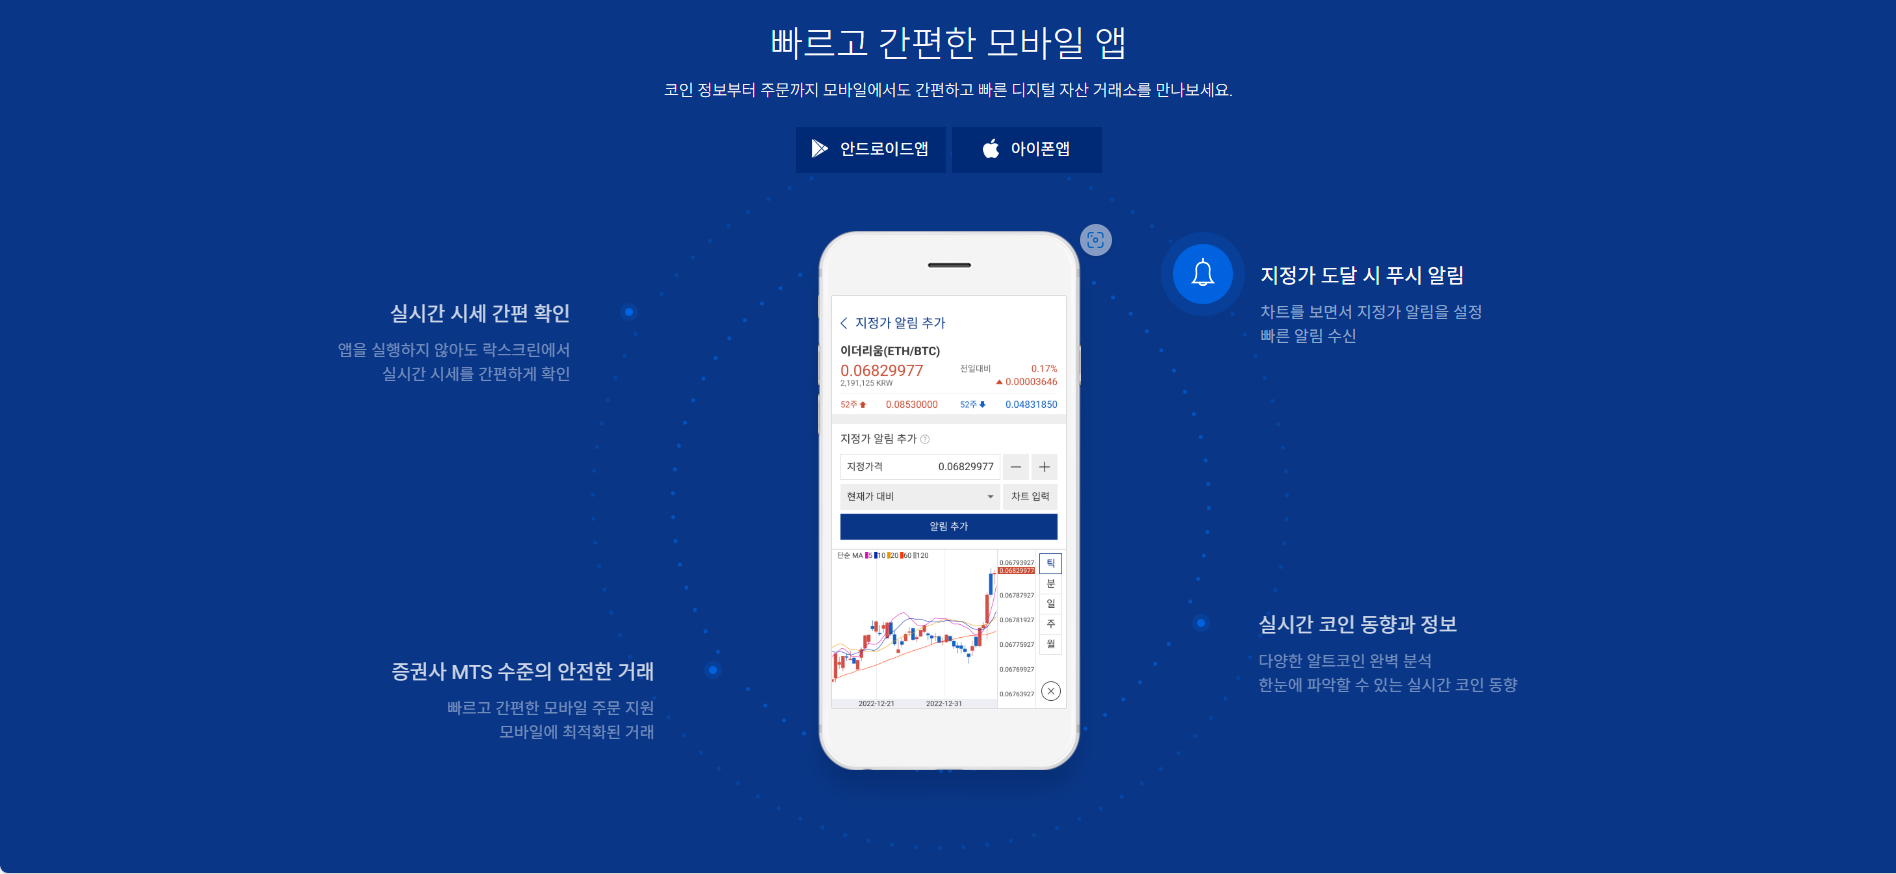 빠르고 간편한 모바일 앱
코인 정보부터 주문까지 모바일에서도 간편하고 빠른 디지털 자산 거래소를 만나보세요.
안드로이드앱
아이폰앱
실시간 시세 간편 확인
앱을 실행하지 않아도 락스크린에서
실시간 시세를 간편하게 확인
증권사 MTS 수준의 안전한 거래
빠르고 간편한 모바일 주문 지원
모바일에 최적화된 거래
지정가 알림 추가
이더리움(ETH/BTC)
0.06829977 전일대비 0.17%
2,191,125 KRW ▲ 0.00003646
52주 0.08530000 52주 0.04831850
지정가 알림 추가 ?
지정가격 0.06829977 − +
현재가 대비 차트 입력
알림 추가
단순 MA 5 10 20 60 120
0.06793927
0.06829977
0.06787927
0.06781927
0.06775927
0.06769927
0.06763927
틱
분
일
주
월
2022-12-21 2022-12-31
지정가 도달 시 푸시 알림
차트를 보면서 지정가 알림을 설정
빠른 알림 수신
실시간 코인 동향과 정보
다양한 알트코인 완벽 분석
한눈에 파악할 수 있는 실시간 코인 동향